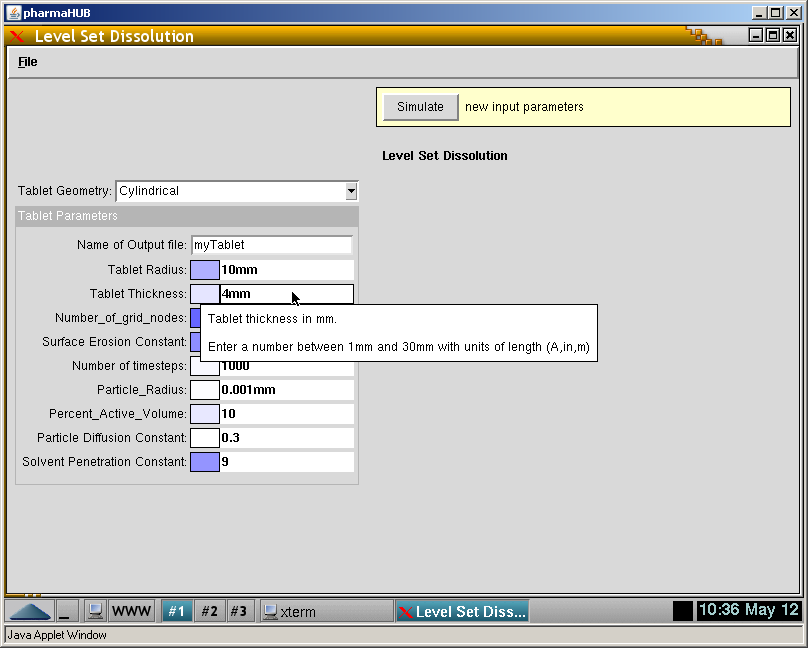 pharmaHUB
Level Set Dissolution
File
Simulate new input parameters
Level Set Dissolution
Tablet Geometry: Cylindrical
Tablet Parameters
Name of Output file: myTablet
Tablet Radius: 10mm
Tablet Thickness: 4mm
Number_of_grid_nodes:
Tablet thickness in mm.
Surface Erosion Constant:
Enter a number between 1mm and 30mm with units of length (A,in,m)
Number of timesteps: 1000
Particle_Radius: 0.001mm
Percent_Active_Volume: 10
Particle Diffusion Constant: 0.3
Solvent Penetration Constant: 9
WWW #1 #2 #3 xterm Level Set Diss... 10:36 May 12
Java Applet Window